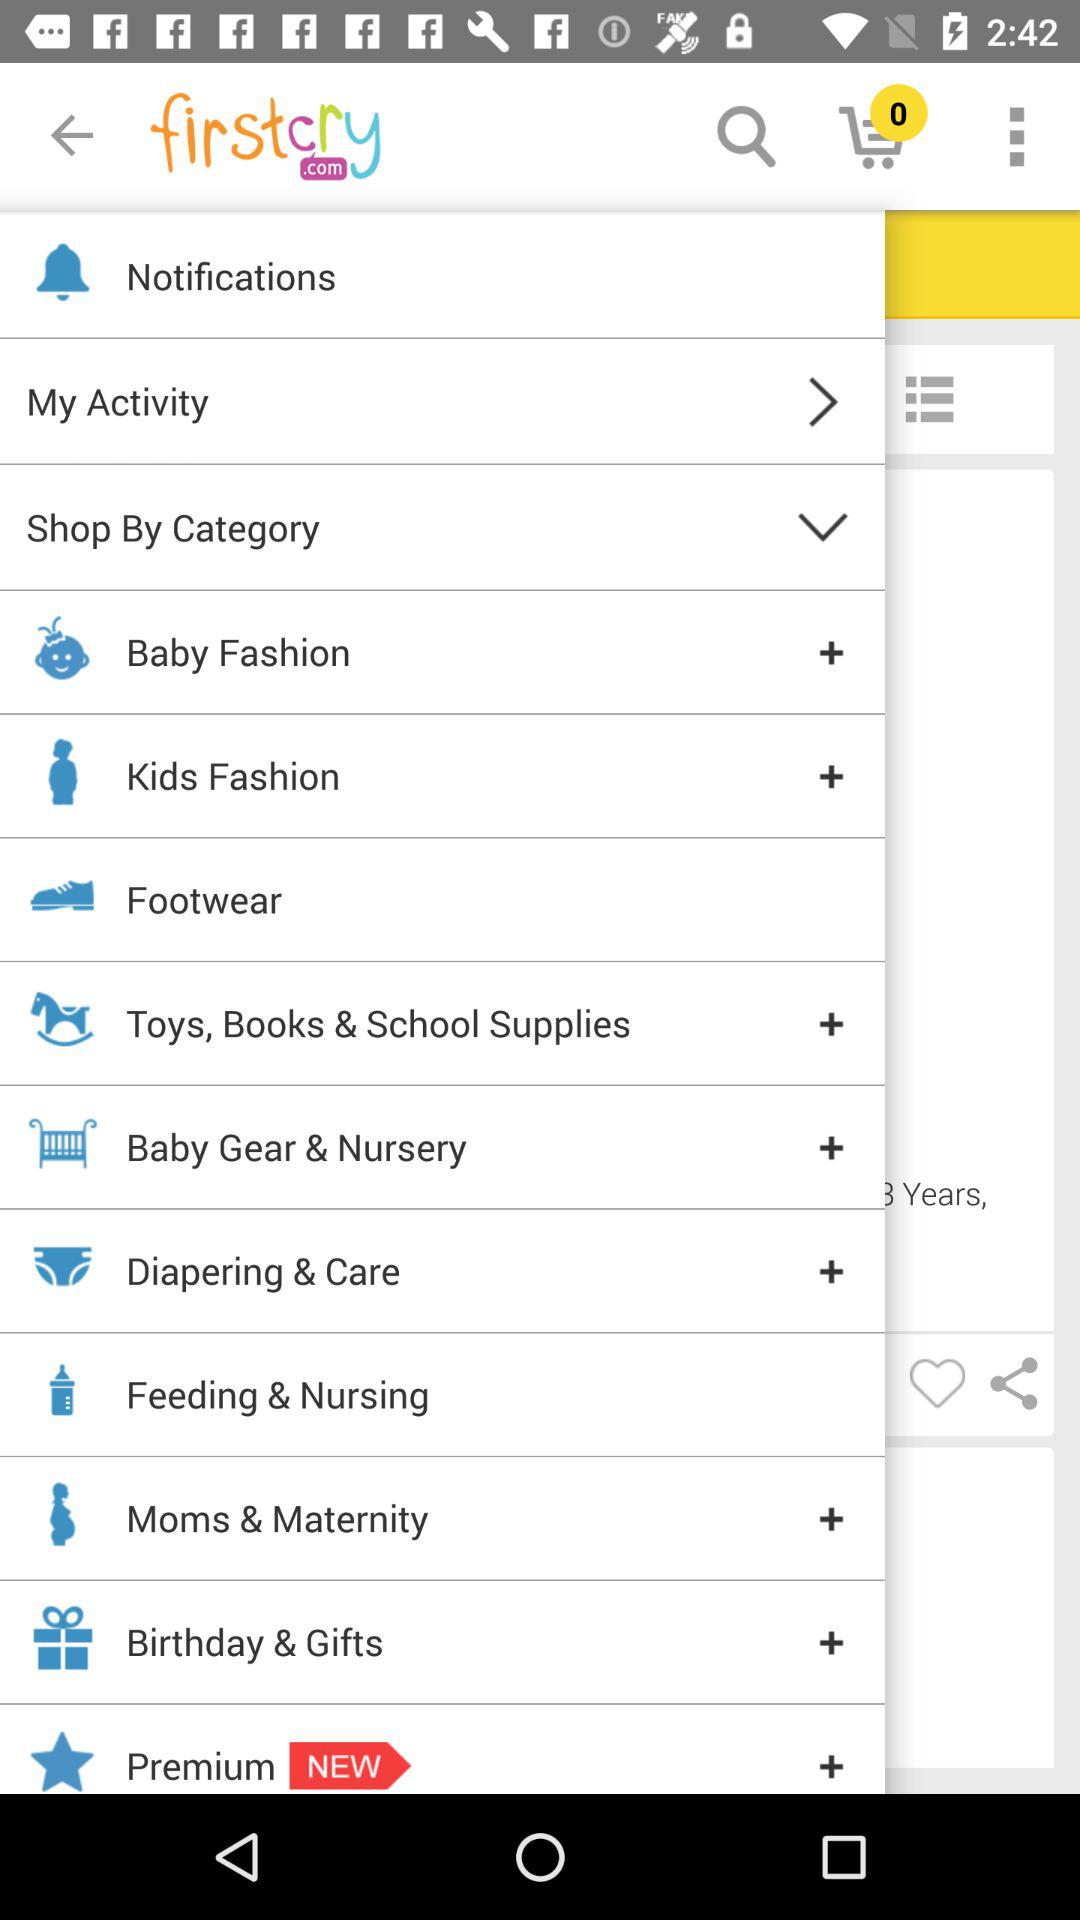 FAKE
2:42
firstcry
.com
0
Notifications
My Activity
Shop By Category
Baby Fashion +
Kids Fashion +
Footwear
Toys, Books & School Supplies +
Baby Gear & Nursery +
3 Years,
Diapering & Care +
Feeding & Nursing
Moms & Maternity +
Birthday & Gifts +
Premium NEW +